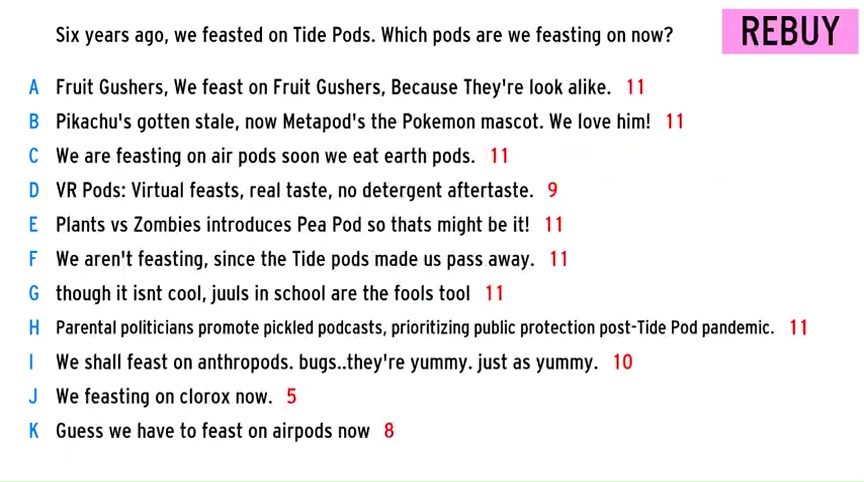 Six years ago, we feasted on Tide Pods. Which pods are we feasting on now?
REBUY
A Fruit Gushers, We feast on Fruit Gushers, Because They're look alike. 11
B Pikachu's gotten stale, now Metapod's the Pokemon mascot. We love him! 11
C We are feasting on air pods soon we eat earth pods. 11
D VR Pods: Virtual feasts, real taste, no detergent aftertaste. 9
E Plants vs Zombies introduces Pea Pod so thats might be it! 11
F We aren't feasting, since the Tide pods made us pass away. 11
G though it isnt cool, juuls in school are the fools tool 11
H Parental politicians promote pickled podcasts, prioritizing public protection post-Tide Pod pandemic. 11
I We shall feast on anthropods. bugs..they're yummy. just as yummy. 10
J We feasting on clorox now. 5
K Guess we have to feast on airpods now 8